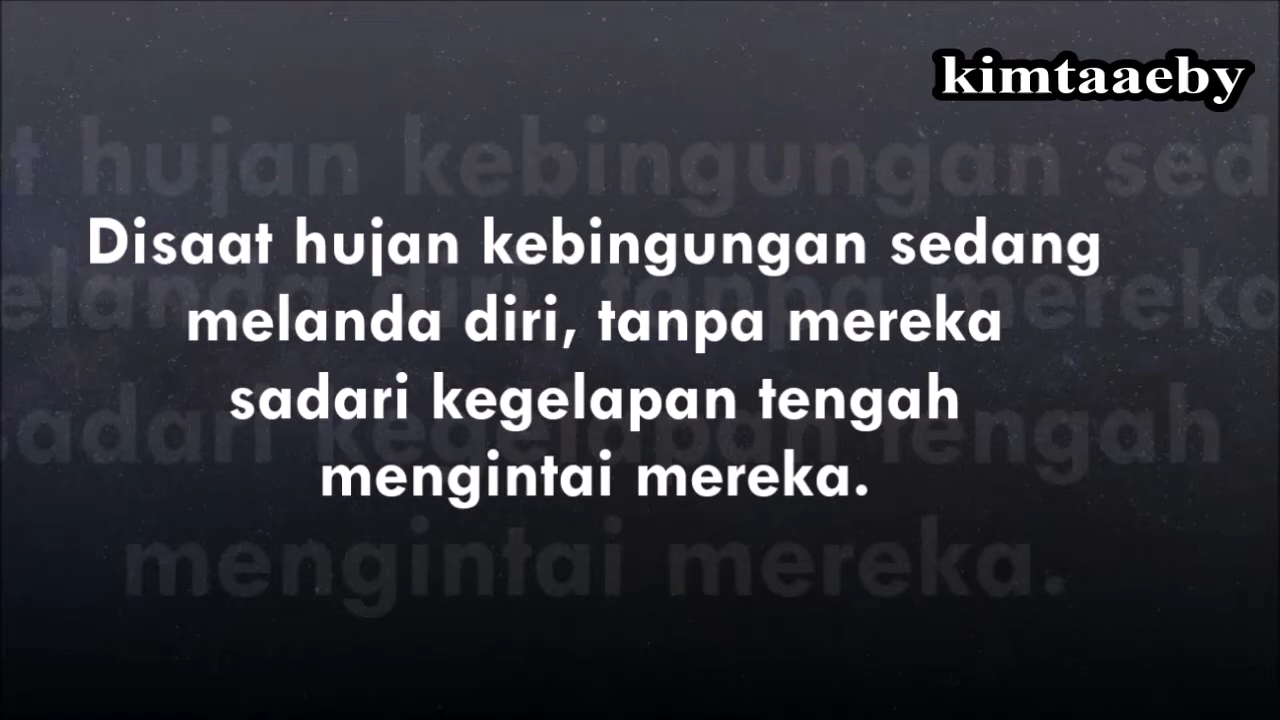 kimtaaeby
Disaat hujan kebingungan sedang
melanda diri, tanpa mereka
sadari kegelapan tengah
mengintai mereka.